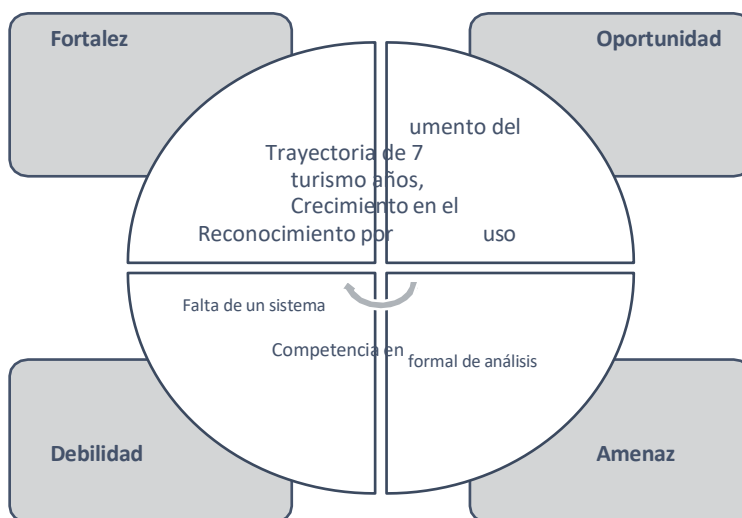 Fortalez
Oportunidad
umento del
Trayectoria de 7
turismo años,
Crecimiento en el
Reconocimiento por uso
Falta de un sistema
Competencia en
formal de análisis
Debilidad
Amenaz